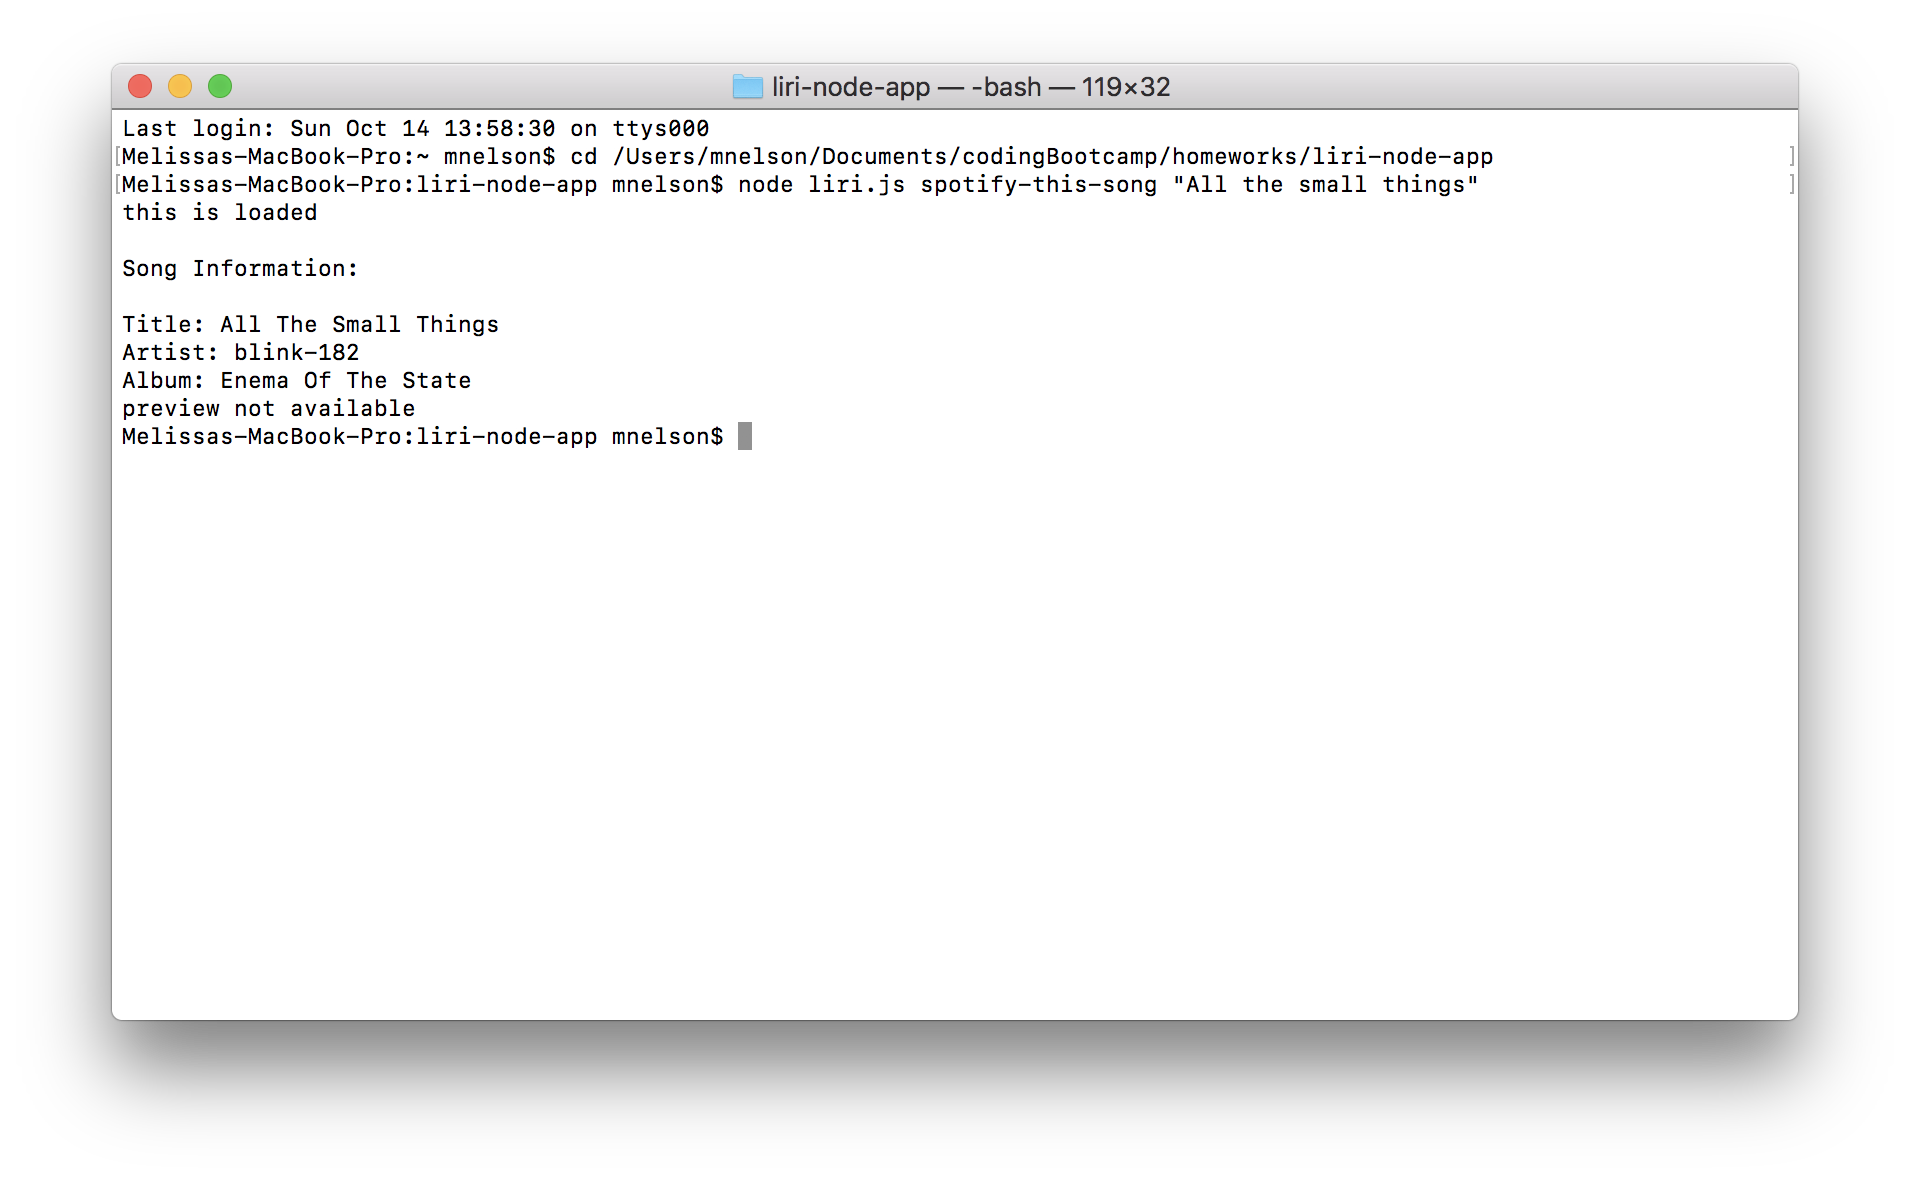 liri-node-app — -bash — 119×32
Last login: Sun Oct 14 13:58:30 on ttys000
[Melissas-MacBook-Pro:~ mnelson$ cd /Users/mnelson/Documents/codingBootcamp/homeworks/liri-node-app ]
[Melissas-MacBook-Pro:liri-node-app mnelson$ node liri.js spotify-this-song "All the small things" ]
this is loaded
Song Information:
Title: All The Small Things
Artist: blink-182
Album: Enema Of The State
preview not available
Melissas-MacBook-Pro:liri-node-app mnelson$